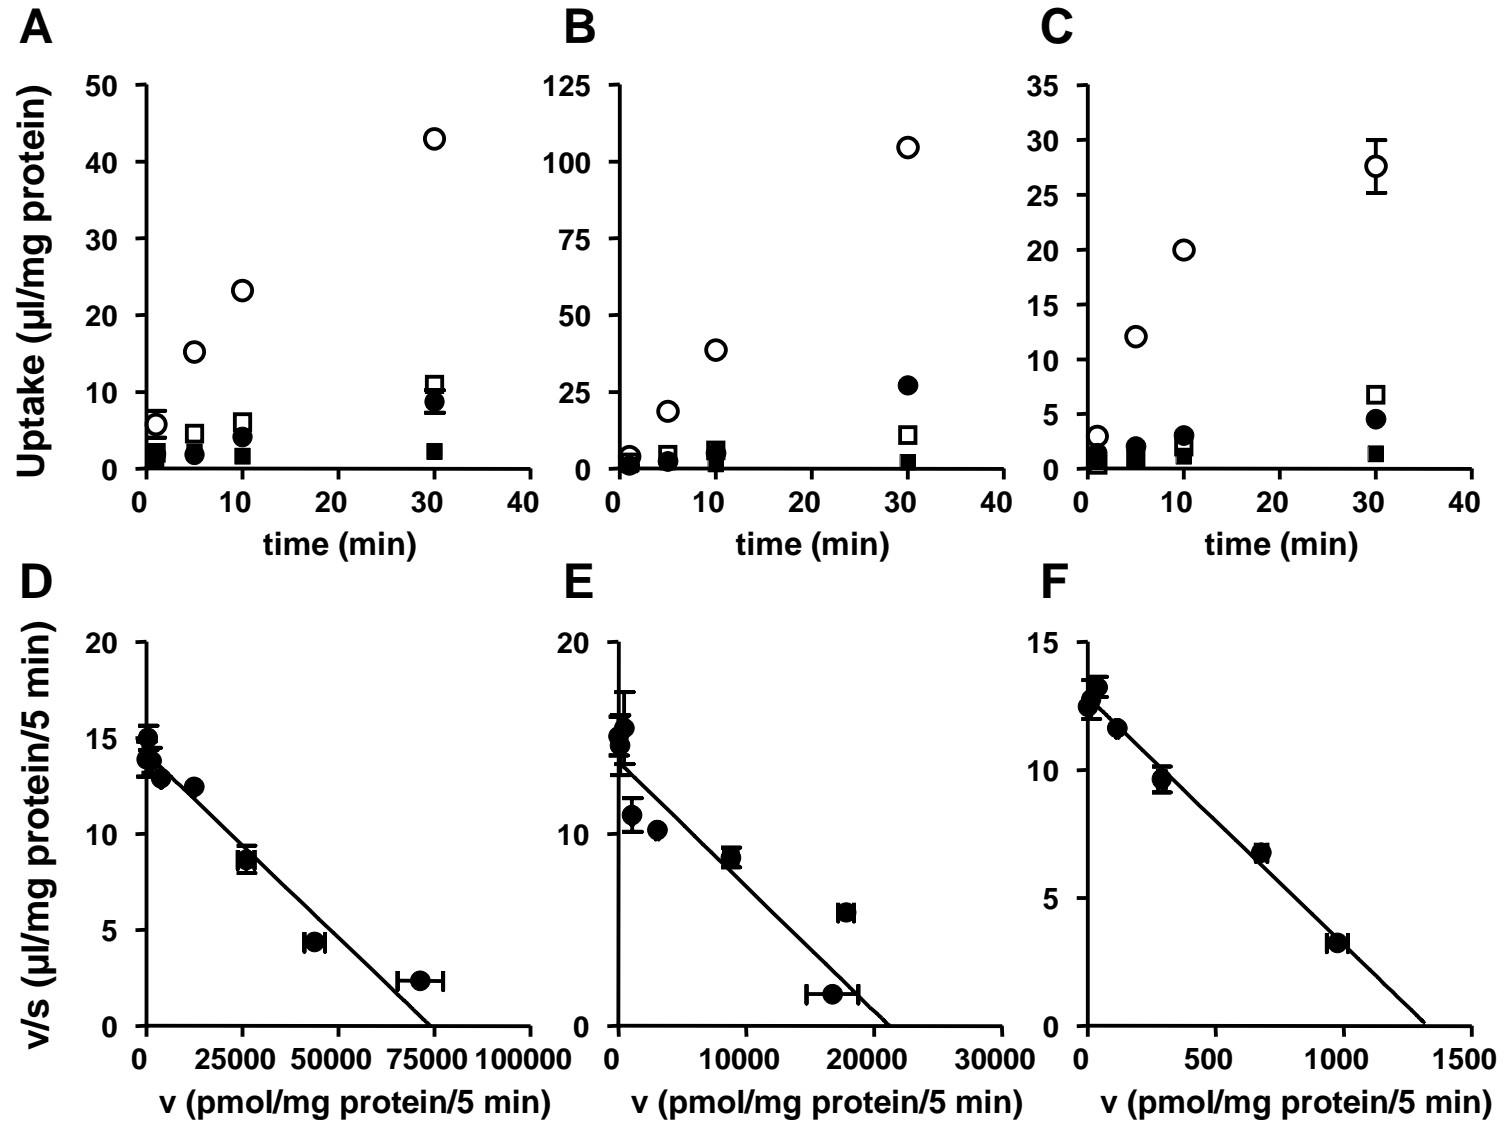 A B C
Uptake (µl/mg protein)
50 40 30 20 10 0
0 10 20 30 40
time (min)
125 100 75 50 25 0
0 10 20 30 40
time (min)
35 30 25 20 15 10 5 0
0 10 20 30 40
time (min)
D E F
v/s (µl/mg protein/5 min)
20 15 10 5 0
0 25000 50000 75000 100000
v (pmol/mg protein/5 min)
20 10 0
0 10000 20000 30000
v (pmol/mg protein/5 min)
15 10 5 0
0 500 1000 1500
v (pmol/mg protein/5 min)